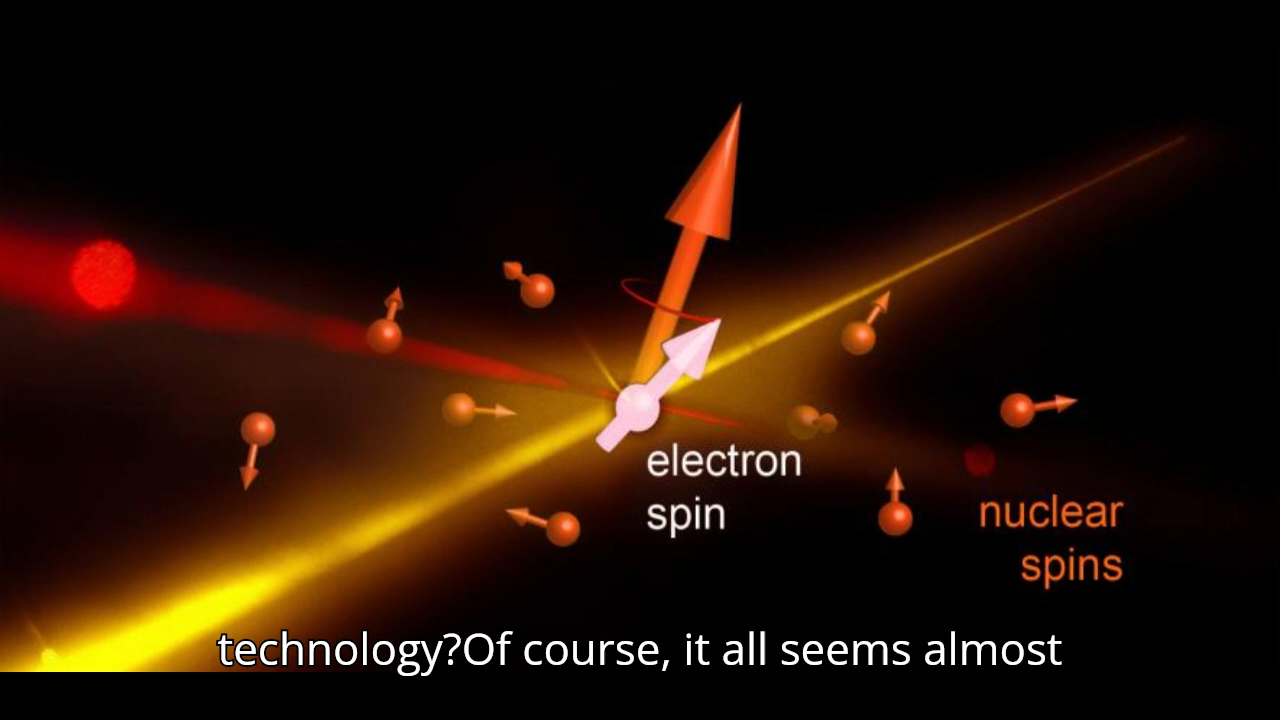 electron
spin
nuclear
spins
technology?Of course, it all seems almost